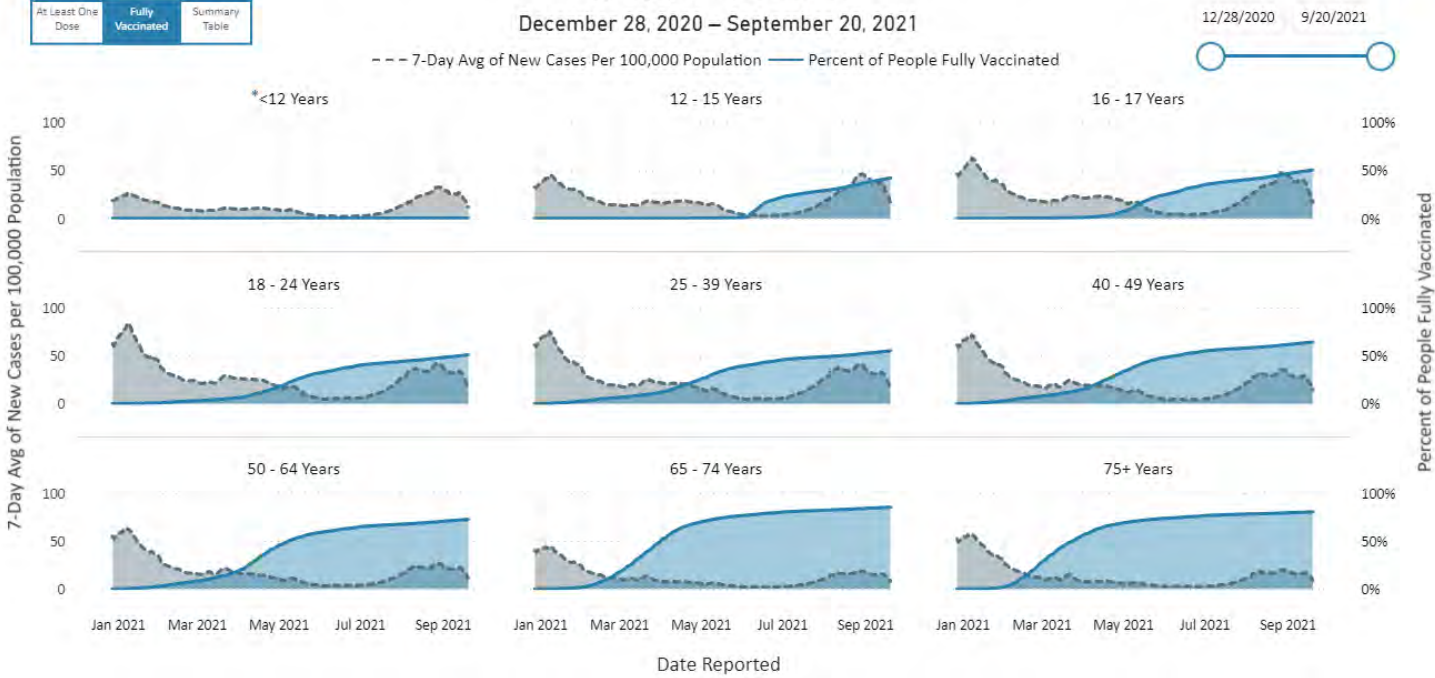 At Least One
Dose
Fully
Vaccinated
Summary
Table
December 28, 2020 – September 20, 2021
12/28/2020 9/20/2021
7-Day Avg of New Cases Per 100,000 Population Percent of People Fully Vaccinated
*<12 Years
12 - 15 Years
16 - 17 Years
100
50
0
100%
50%
0%
18 - 24 Years
25 - 39 Years
40 - 49 Years
100
50
0
100%
50%
0%
50 - 64 Years
65 - 74 Years
75+ Years
100
50
0
100%
50%
0%
7-Day Avg of New Cases per 100,000 Population
Percent of People Fully Vaccinated
Jan 2021 Mar 2021 May 2021 Jul 2021 Sep 2021
Jan 2021 Mar 2021 May 2021 Jul 2021 Sep 2021
Jan 2021 Mar 2021 May 2021 Jul 2021 Sep 2021
Date Reported